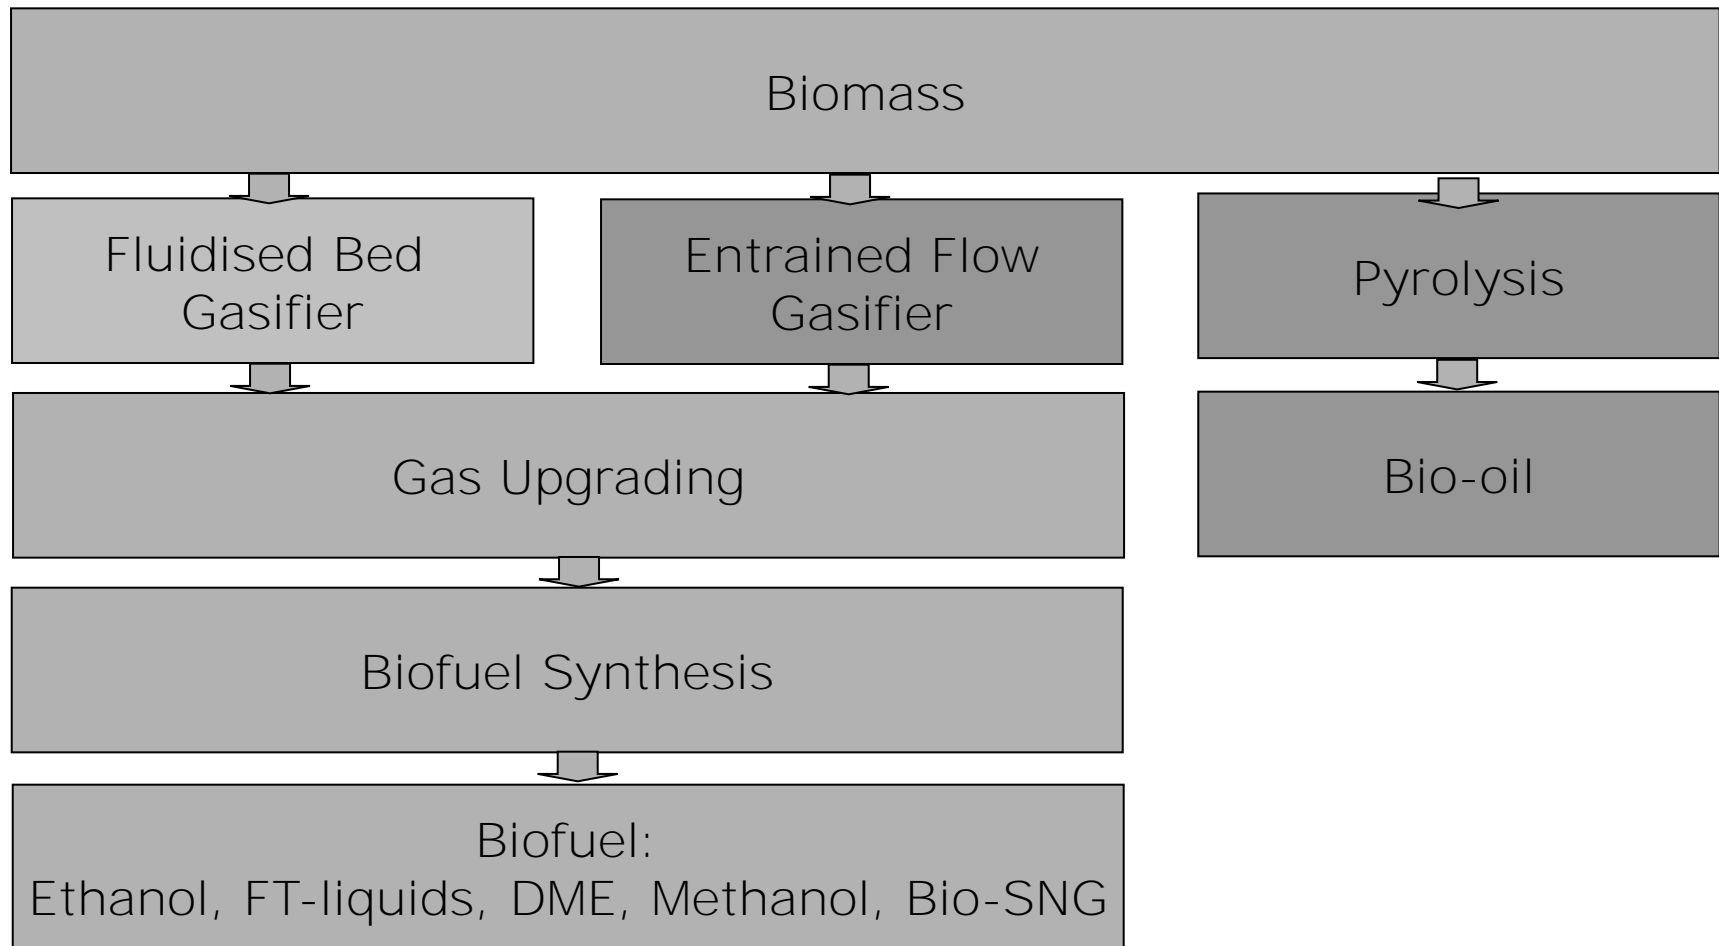 Biomass
Fluidised Bed
Gasifier
Entrained Flow
Gasifier
Pyrolysis
Gas Upgrading
Bio-oil
Biofuel Synthesis
Biofuel:
Ethanol, FT-liquids, DME, Methanol, Bio-SNG